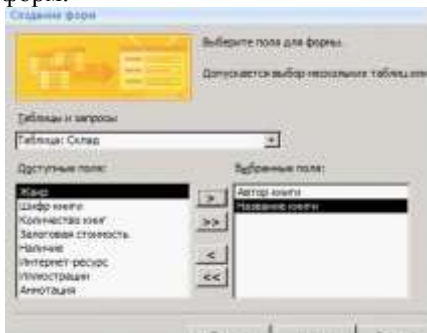 формы.
Создание форм
Выберите поля для формы.
Допускается выбор нескольких таблиц или
Таблицы и запросы
Таблица: Склад
Доступные поля:
Выбранные поля:
Жанр
Шифр книги
Количество книг
Залоговая стоимость
Наличие
Интернет-ресурс
Иллюстрации
Аннотация
>
>>
<
<<
Автор книги
Название книги